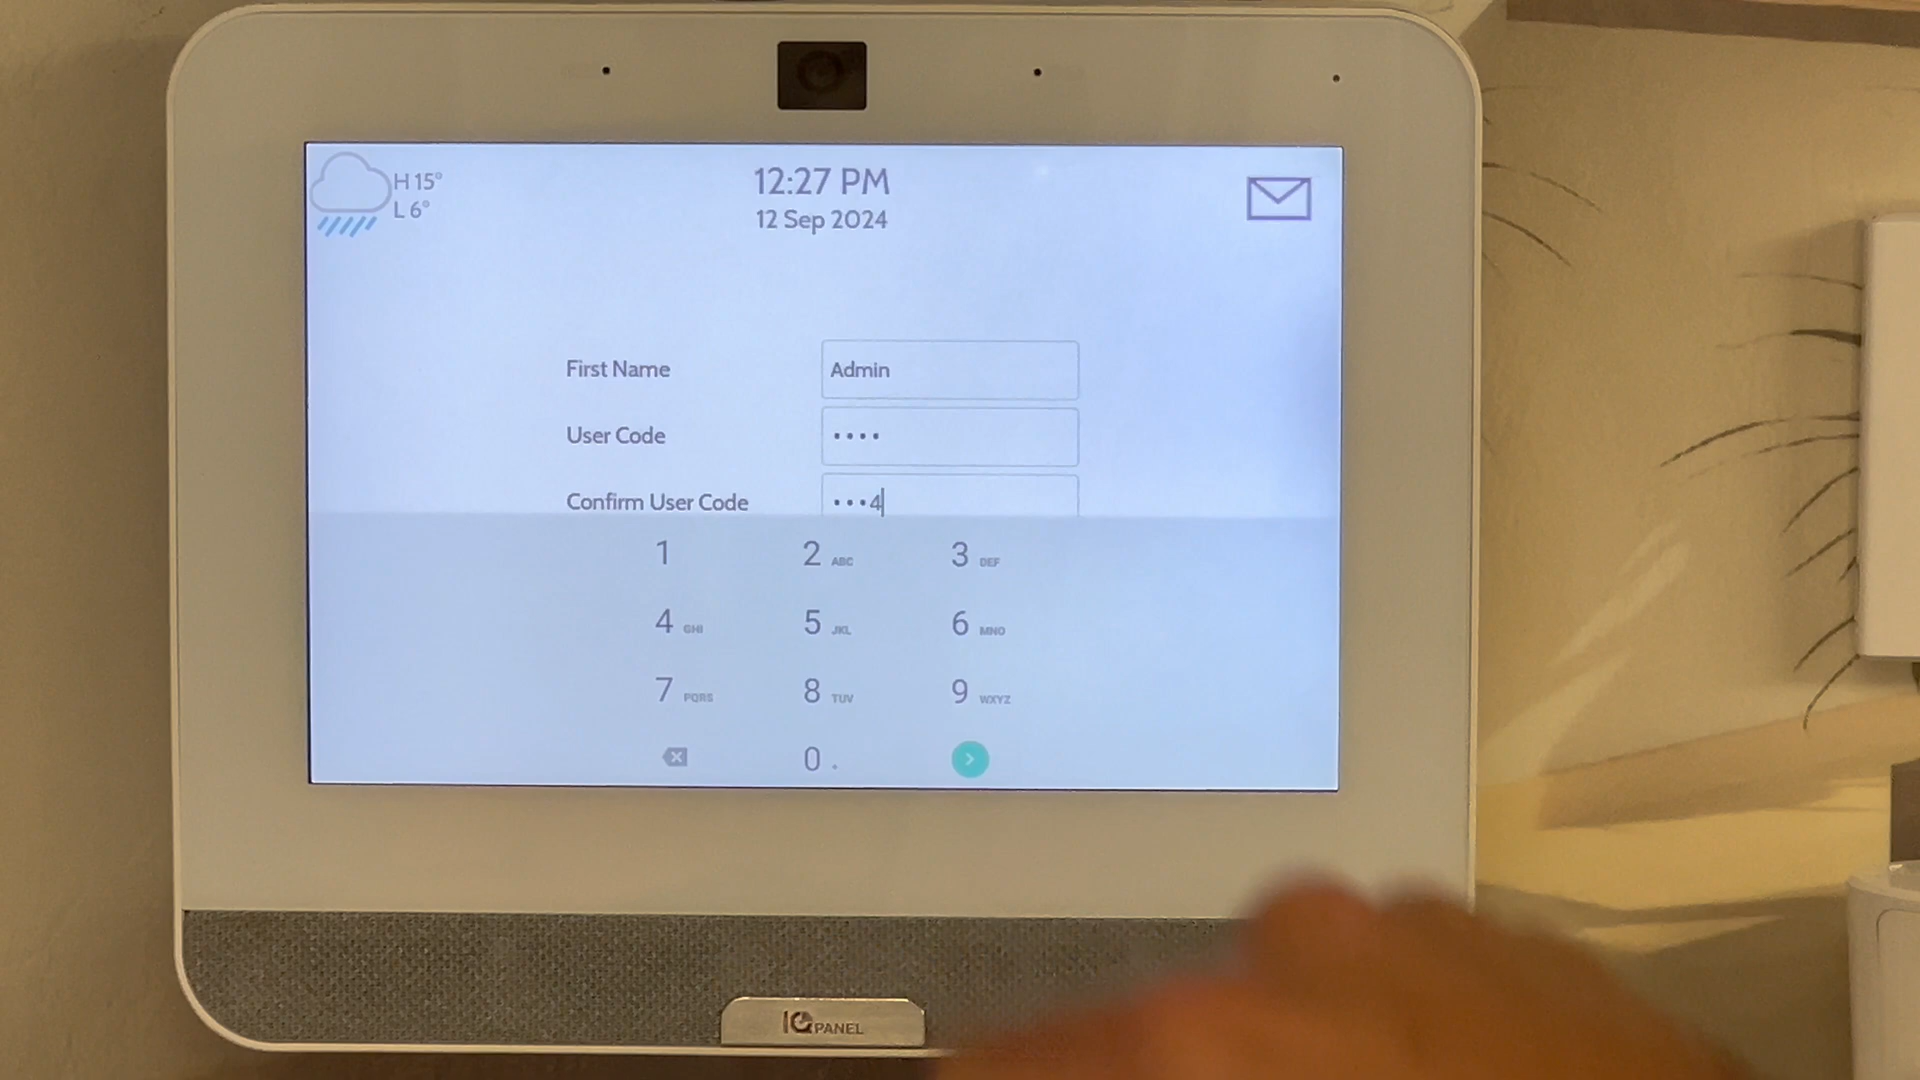 H 15°
L 6°
12:27 PM
12 Sep 2024
First Name Admin
User Code ••••
Confirm User Code •••4
1 2 ABC 3 DEF
4 GHI 5 JKL 6 MNO
7 PQRS 8 TUV 9 WXYZ
0 .
IQ PANEL